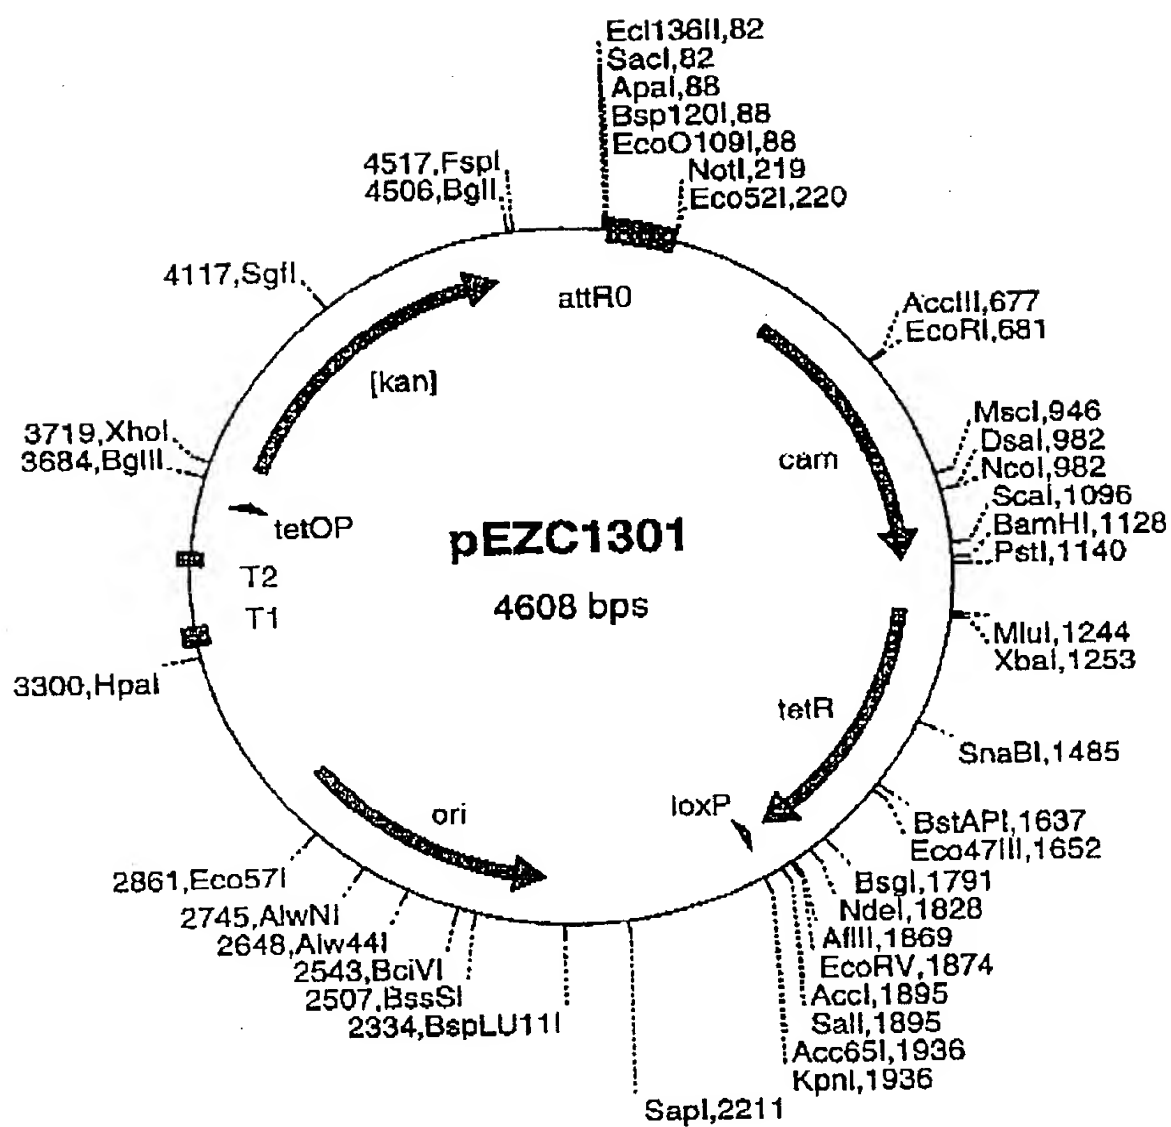 Ecl136II,82
SacI,82
ApaI,88
Bsp120I,88
EcoO109I,88
NotI,219
Eco52I,220
4517,FspI
4506,BglI
4117,SgfI
attR0
AccIII,677
EcoRI,681
[kan]
3719,XhoI
3684,BglII
cam
MscI,946
DsaI,982
NcoI,982
ScaI,1096
BamHI,1128
PstI,1140
tetOP
pEZC1301
4608 bps
T2
T1
MluI,1244
XbaI,1253
3300,HpaI
tetR
SnaBI,1485
loxP
ori
BstAPI,1637
Eco47III,1652
2861,Eco57I
2745,AlwNI
2648,Alw44I
2543,BciVI
2507,BssSI
2334,BspLU11I
BsgI,1791
NdeI,1828
AflII,1869
EcoRV,1874
AccI,1895
SalI,1895
Acc65I,1936
KpnI,1936
SapI,2211